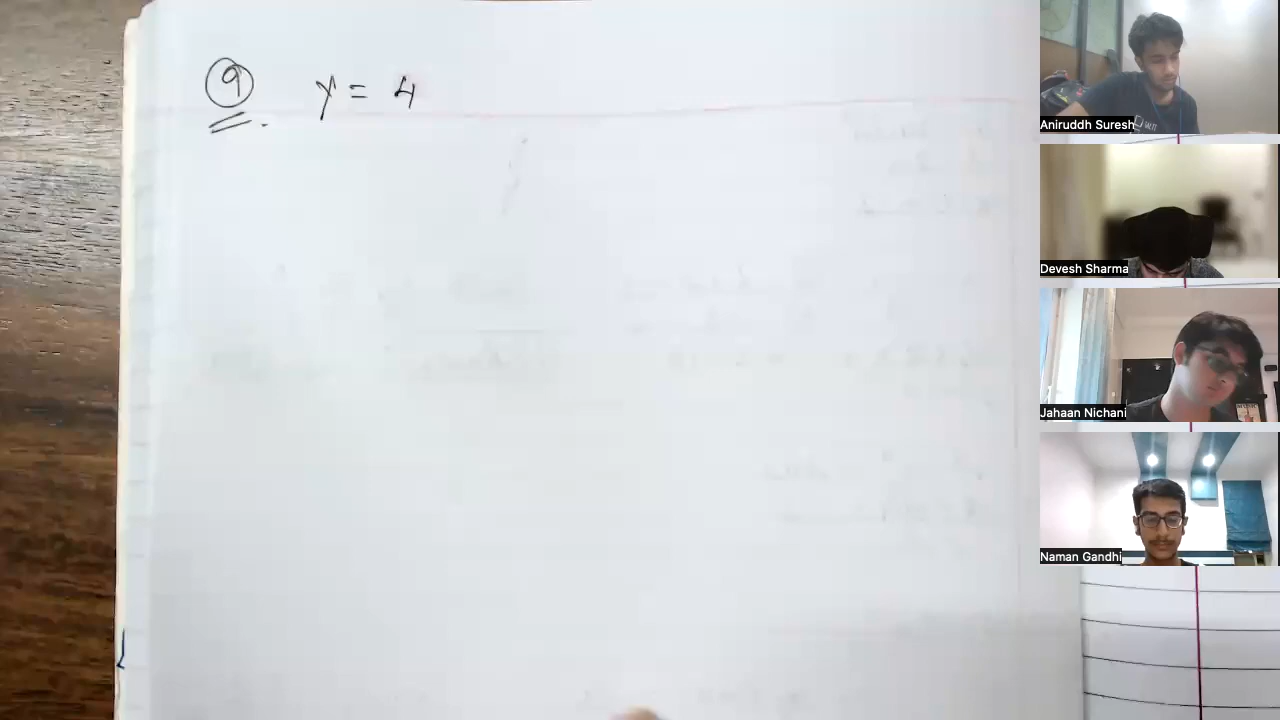 9 y = 4
Aniruddh Suresh
Devesh Sharma
Jahaan Nichani
Naman Gandhi